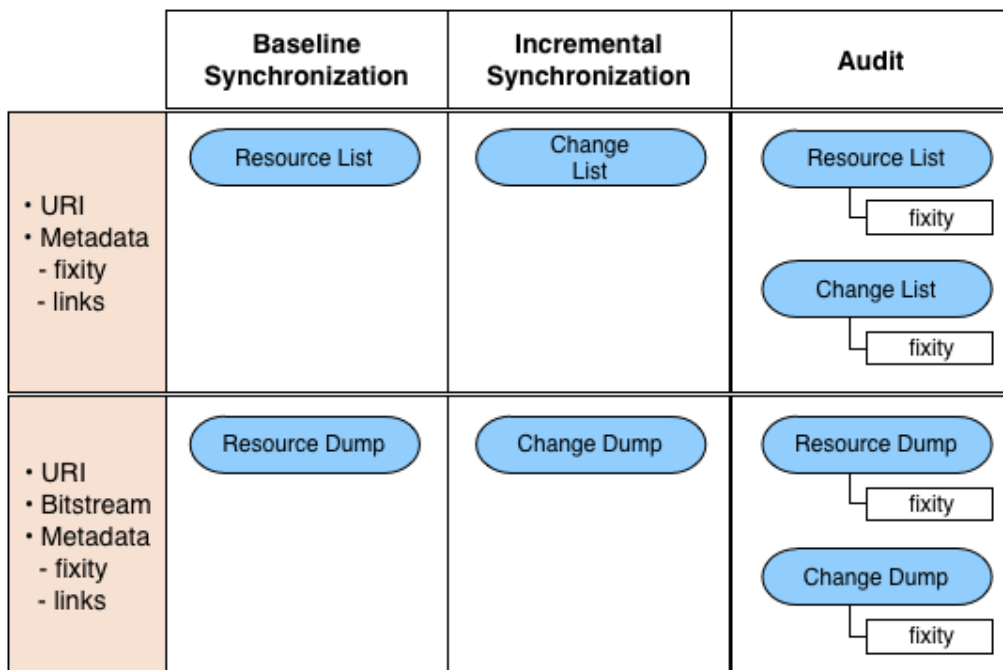 Baseline
Synchronization
Incremental
Synchronization
Audit
• URI
• Metadata
- fixity
- links
Resource List
Change
List
Resource List
fixity
Change List
fixity
• URI
• Bitstream
• Metadata
- fixity
- links
Resource Dump
Change Dump
Resource Dump
fixity
Change Dump
fixity